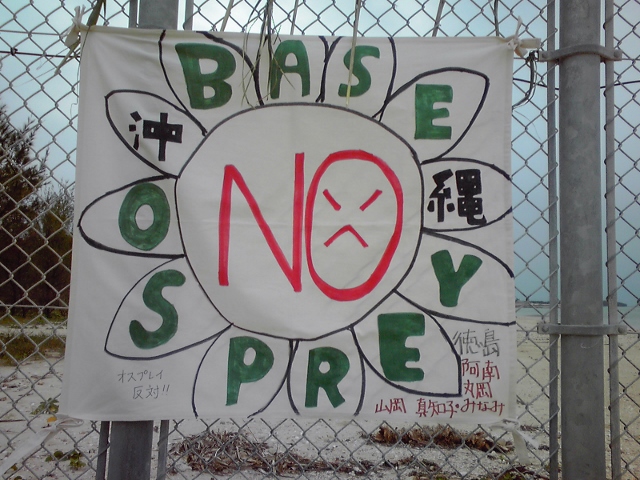 BASE
沖縄
NO
OSPREY
オスプレイ
反対!!
徳島
阿南
丸岡
山岡 真知子・みなみ